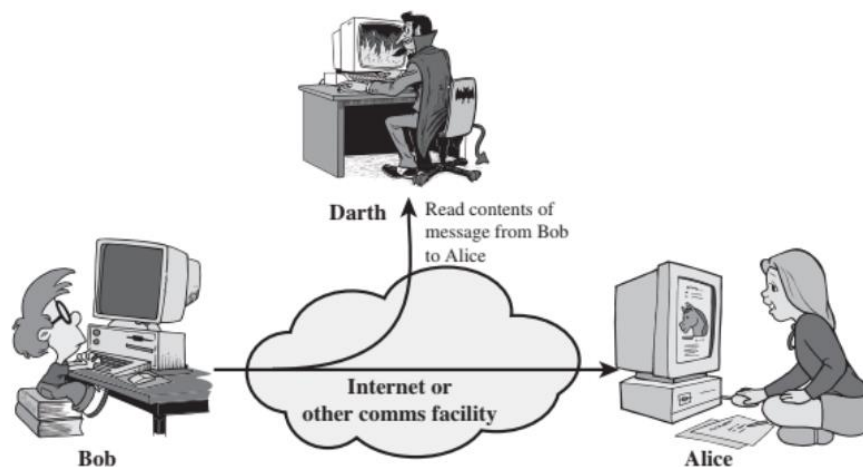 Darth
Read contents of
message from Bob
to Alice
Internet or
other comms facility
Bob
Alice